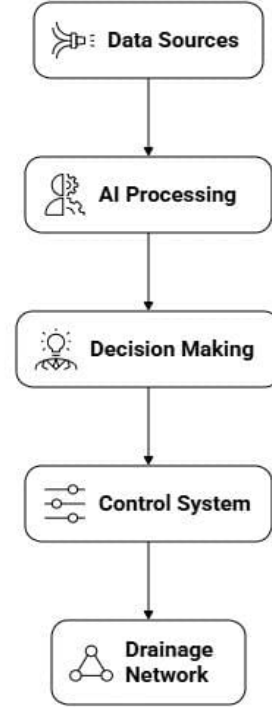 Data Sources
AI Processing
Decision Making
Control System
Drainage
Network